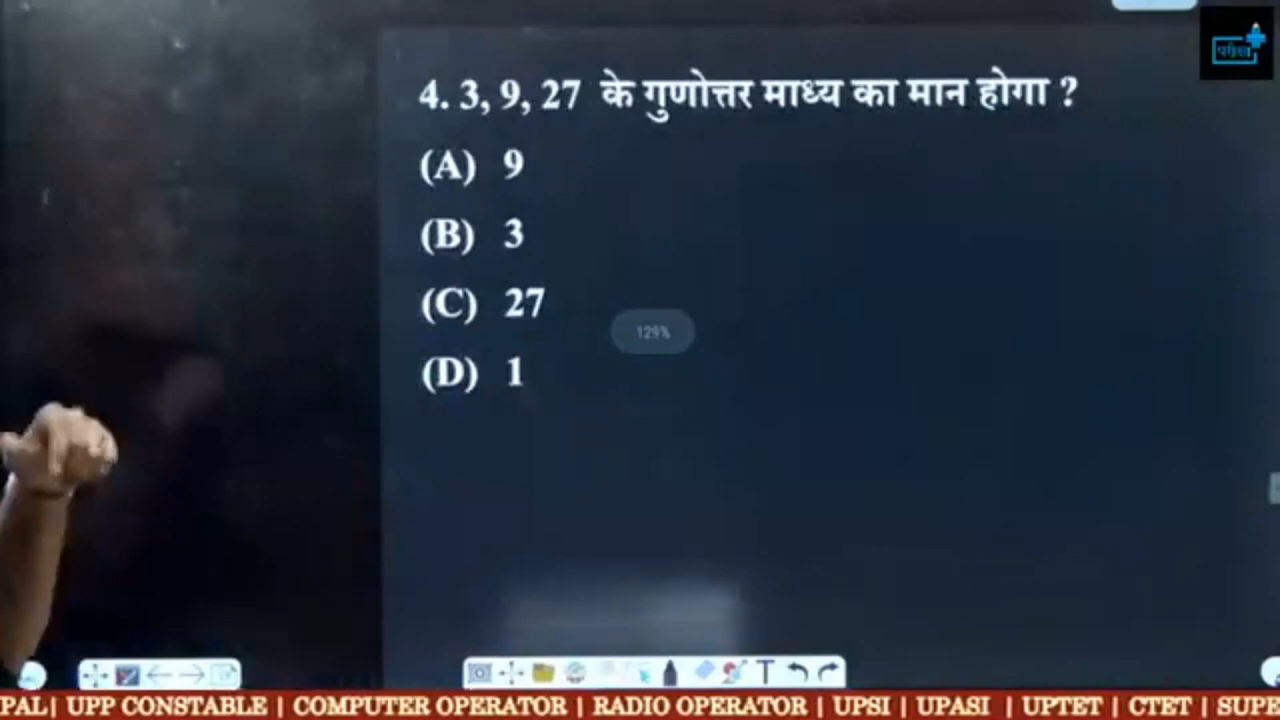 परीक्षा
4. 3, 9, 27 के गुणोत्तर माध्य का मान होगा ?
(A) 9
(B) 3
(C) 27
129%
(D) 1
T
PAL| UPP CONSTABLE | COMPUTER OPERATOR | RADIO OPERATOR | UPSI | UPASI | UPTET | CTET | SUPE